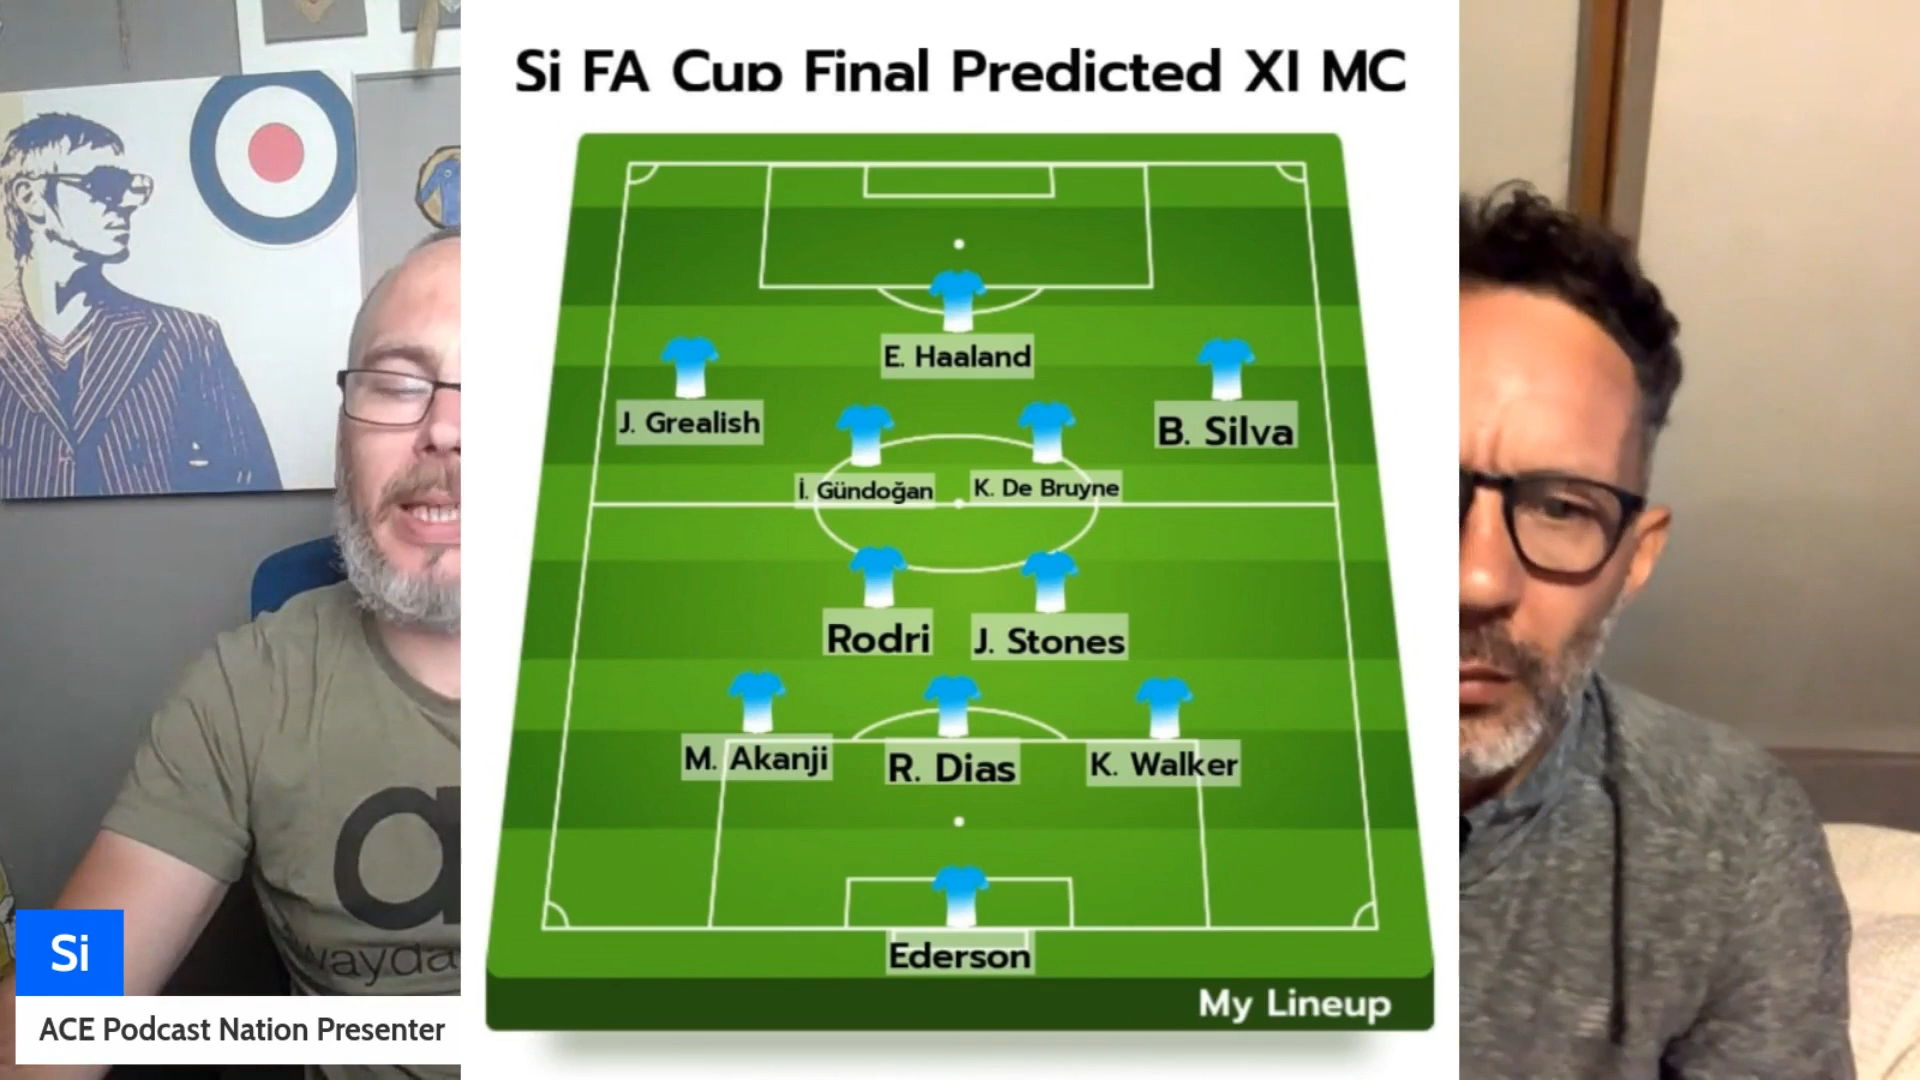 Si FA Cup Final Predicted XI MC
E. Haaland
J. Grealish
B. Silva
İ. Gündoğan
K. De Bruyne
Rodri
J. Stones
M. Akanji
R. Dias
K. Walker
Ederson
My Lineup
Si
ACE Podcast Nation Presenter